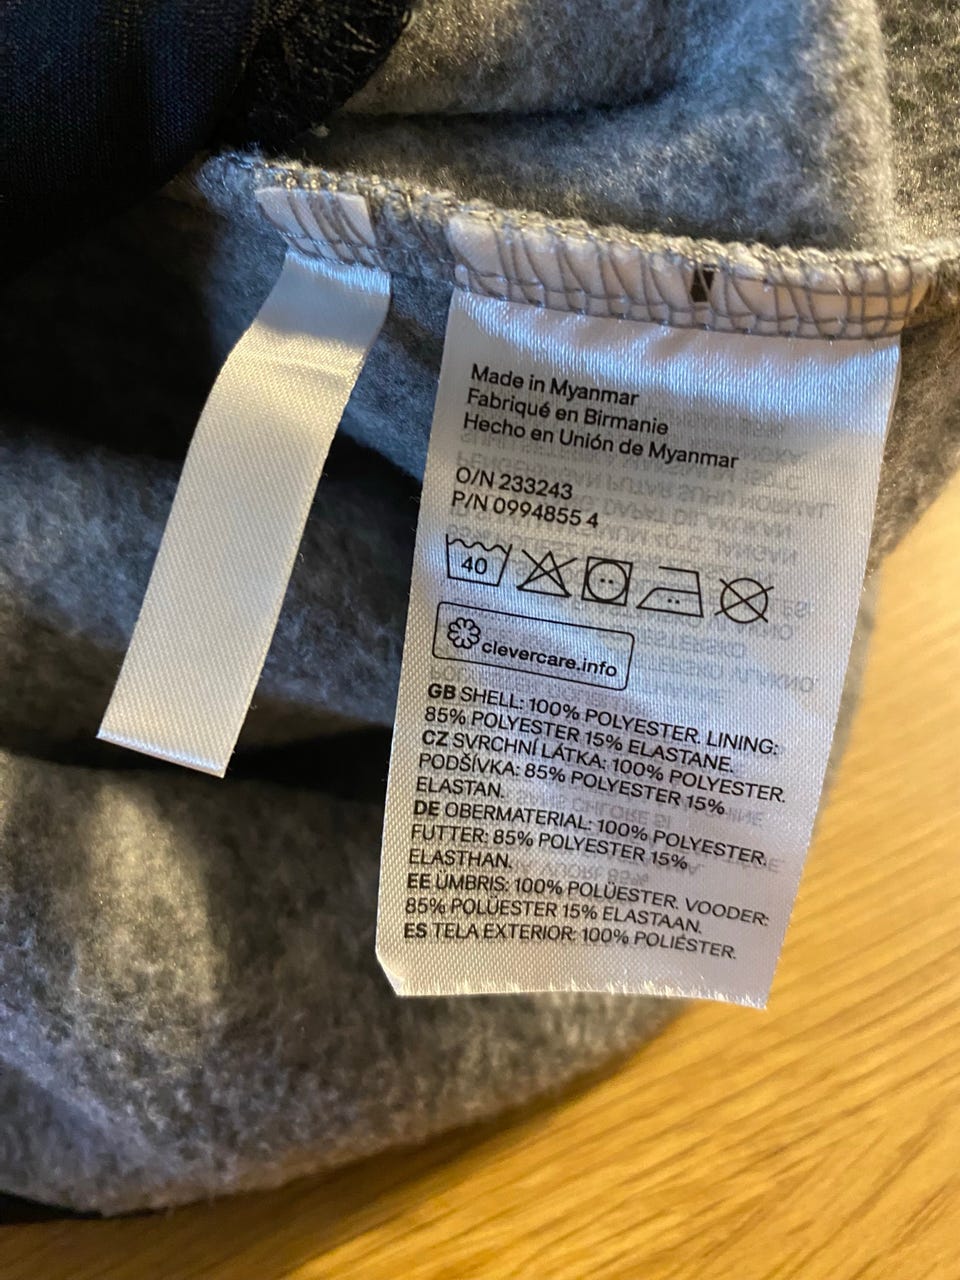 Made in Myanmar
Fabriqué en Birmanie
Hecho en Unión de Myanmar
O/N 233243
P/N 0994855 4
40
clevercare.info
GB SHELL: 100% POLYESTER. LINING:
85% POLYESTER 15% ELASTANE.
CZ SVRCHNÍ LÁTKA: 100% POLYESTER.
PODŠÍVKA: 85% POLYESTER 15%
ELASTAN.
DE OBERMATERIAL: 100% POLYESTER.
FUTTER: 85% POLYESTER 15%
ELASTHAN.
EE ÜMBRIS: 100% POLÜESTER. VOODER:
85% POLÜESTER 15% ELASTAAN.
ES TELA EXTERIOR: 100% POLIÉSTER.